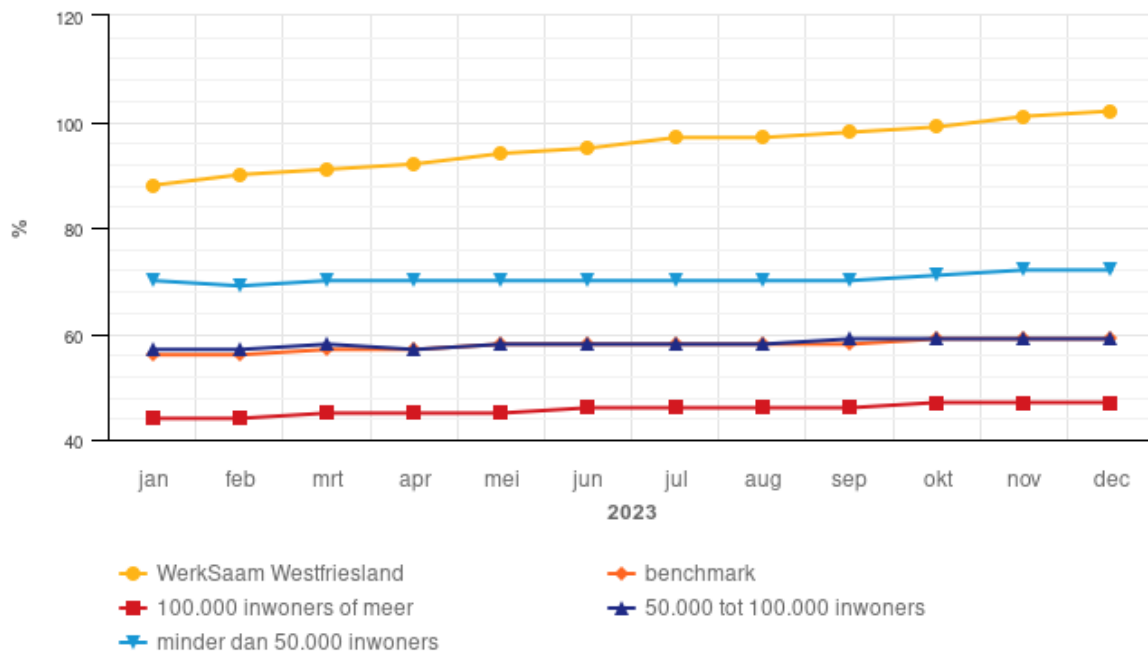 120
100
80
60
40
%
jan feb mrt apr mei jun jul aug sep okt nov dec
2023
WerkSaam Westfriesland benchmark
100.000 inwoners of meer 50.000 tot 100.000 inwoners
minder dan 50.000 inwoners